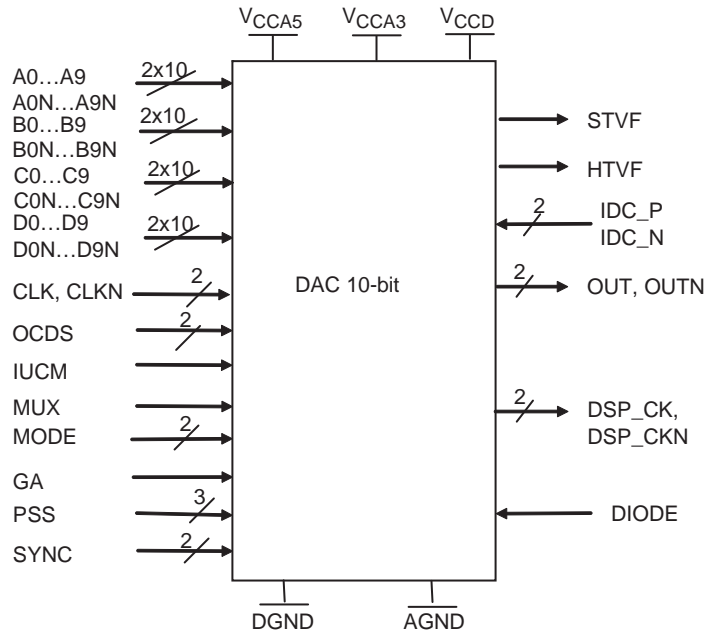 VCCA5 VCCA3 VCCD
A0...A9 2x10
A0N...A9N
B0...B9 2x10
B0N...B9N
C0...C9 2x10
C0N...C9N
D0...D9 2x10
D0N...D9N
CLK, CLKN 2
OCDS 2
IUCM
MUX
MODE 2
GA
PSS 3
SYNC 2
DAC 10-bit
STVF
HTVF
2 IDC_P
IDC_N
2 OUT, OUTN
2 DSP_CK,
DSP_CKN
DIODE
DGND AGND